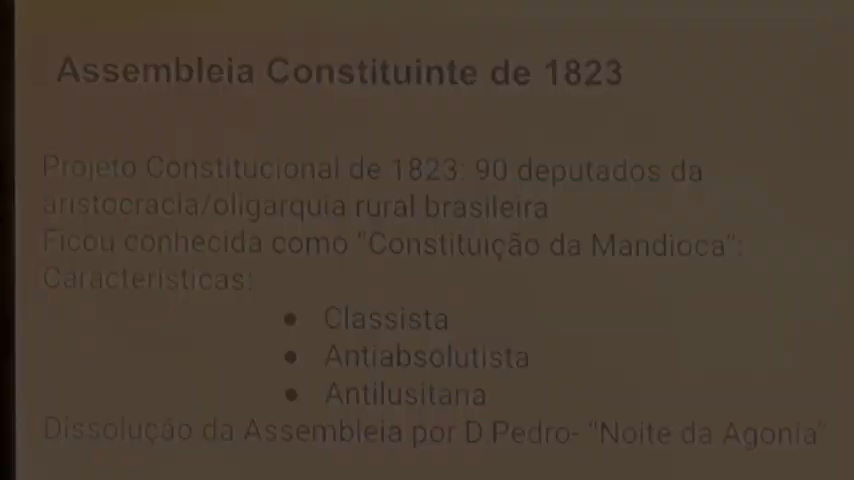 Assembleia Constituinte de 1823
Projeto Constitucional de 1823: 90 deputados da
aristocracia/oligarquia rural brasileira
Ficou conhecida como "Constituição da Mandioca":
Características:
• Classista
• Antiabsolutista
• Antilusitana
Dissolução da Assembleia por D Pedro- "Noite da Agonia"